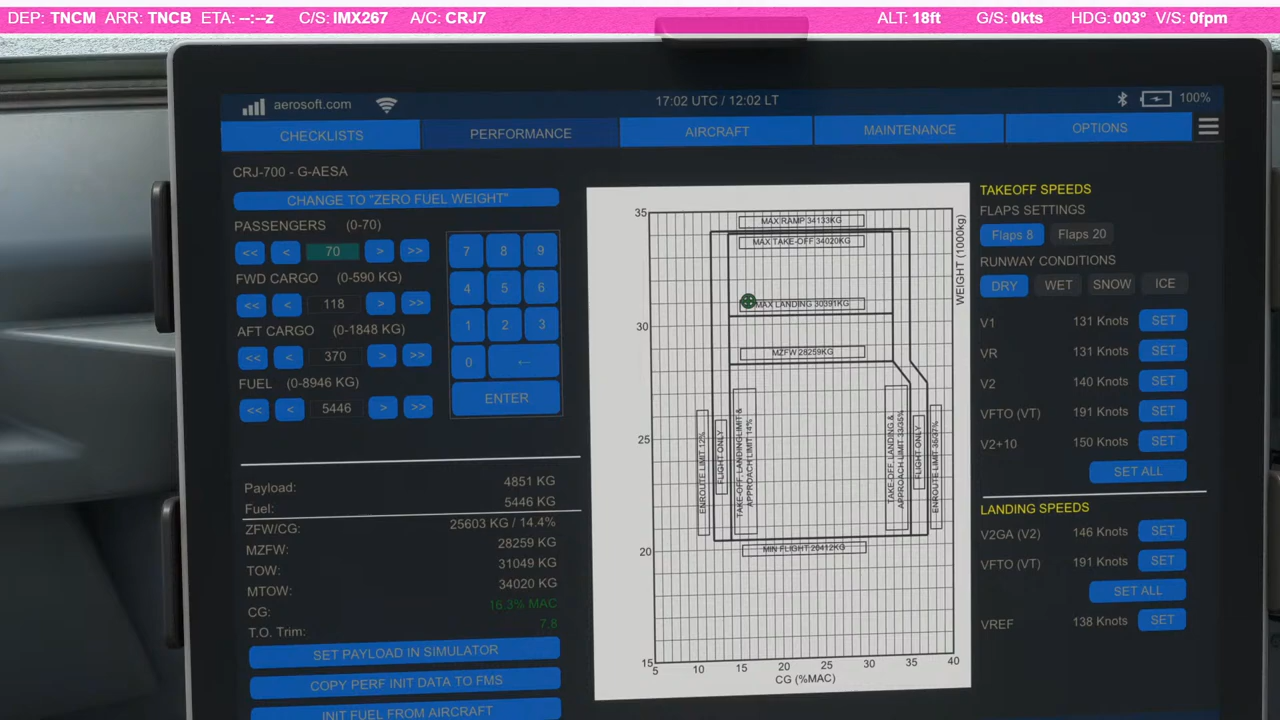 DEP: TNCM ARR: TNCB ETA: --:--z C/S: IMX267 A/C: CRJ7 ALT: 18ft G/S: 0kts HDG: 003° V/S: 0fpm
aerosoft.com 17:02 UTC / 12:02 LT 100%
CHECKLISTS PERFORMANCE AIRCRAFT MAINTENANCE OPTIONS
CRJ-700 - G-AESA
CHANGE TO "ZERO FUEL WEIGHT"
PASSENGERS (0-70)
<< < 70 > >>
FWD CARGO (0-590 KG)
<< < 118 > >>
AFT CARGO (0-1848 KG)
<< < 370 > >>
FUEL (0-8946 KG)
<< < 5446 > >>
7 8 9
4 5 6
1 2 3
0 ←
ENTER
Payload: 4851 KG
Fuel: 5446 KG
ZFW/CG: 25603 KG / 14.4%
MZFW: 28259 KG
TOW: 31049 KG
MTOW: 34020 KG
CG: 16.3% MAC
T.O. Trim: 7.8
SET PAYLOAD IN SIMULATOR
COPY PERF INIT DATA TO FMS
INIT FUEL FROM AIRCRAFT
35
30
25
20
15
MAX RAMP 34133KG
MAX TAKE-OFF 34020KG
MAX LANDING 30391KG
MZFW 28259KG
MIN FLIGHT 20412KG
ENROUTE LIMIT 12%
FLIGHT ONLY
TAKE-OFF, LANDINGLIMIT &
APPROACH LIMIT 14%
TAKE-OFF, LANDING &
APPROACH LIMIT 33/35%
FLIGHT ONLY
ENROUTE LIMIT 35/37%
WEIGHT (1000kg)
5 10 15 20 25 30 35 40
CG (%MAC)
TAKEOFF SPEEDS
FLAPS SETTINGS
Flaps 8 Flaps 20
RUNWAY CONDITIONS
DRY WET SNOW ICE
V1 131 Knots SET
VR 131 Knots SET
V2 140 Knots SET
VFTO (VT) 191 Knots SET
V2+10 150 Knots SET
SET ALL
LANDING SPEEDS
V2GA (V2) 146 Knots SET
VFTO (VT) 191 Knots SET
SET ALL
VREF 138 Knots SET